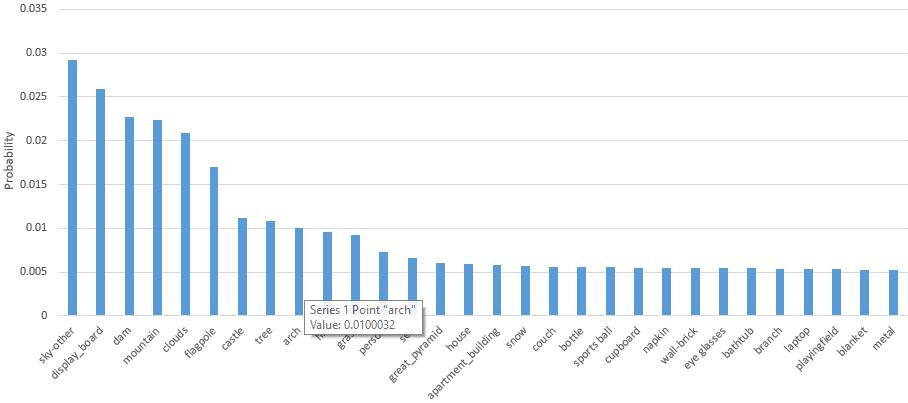 0.035
0.03
0.025
0.02
0.015
0.01
0.005
0
Probability
Series 1 Point "arch"
Value: 0.0100032
sky-other
display_board
dam
mountain
clouds
flagpole
castle
tree
arch
great_pyramid
house
apartment_building
snow
couch
bottle
sports ball
cupboard
napkin
wall-brick
eye glasses
bathtub
branch
laptop
playingfield
blanket
metal